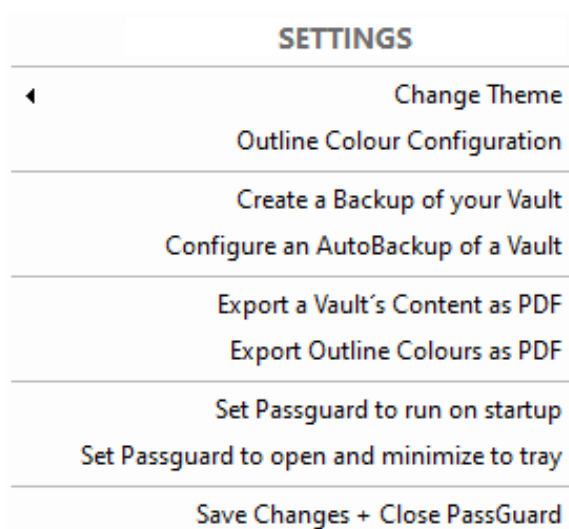 SETTINGS
Change Theme
Outline Colour Configuration
Create a Backup of your Vault
Configure an AutoBackup of a Vault
Export a Vault´s Content as PDF
Export Outline Colours as PDF
Set Passguard to run on startup
Set Passguard to open and minimize to tray
Save Changes + Close PassGuard